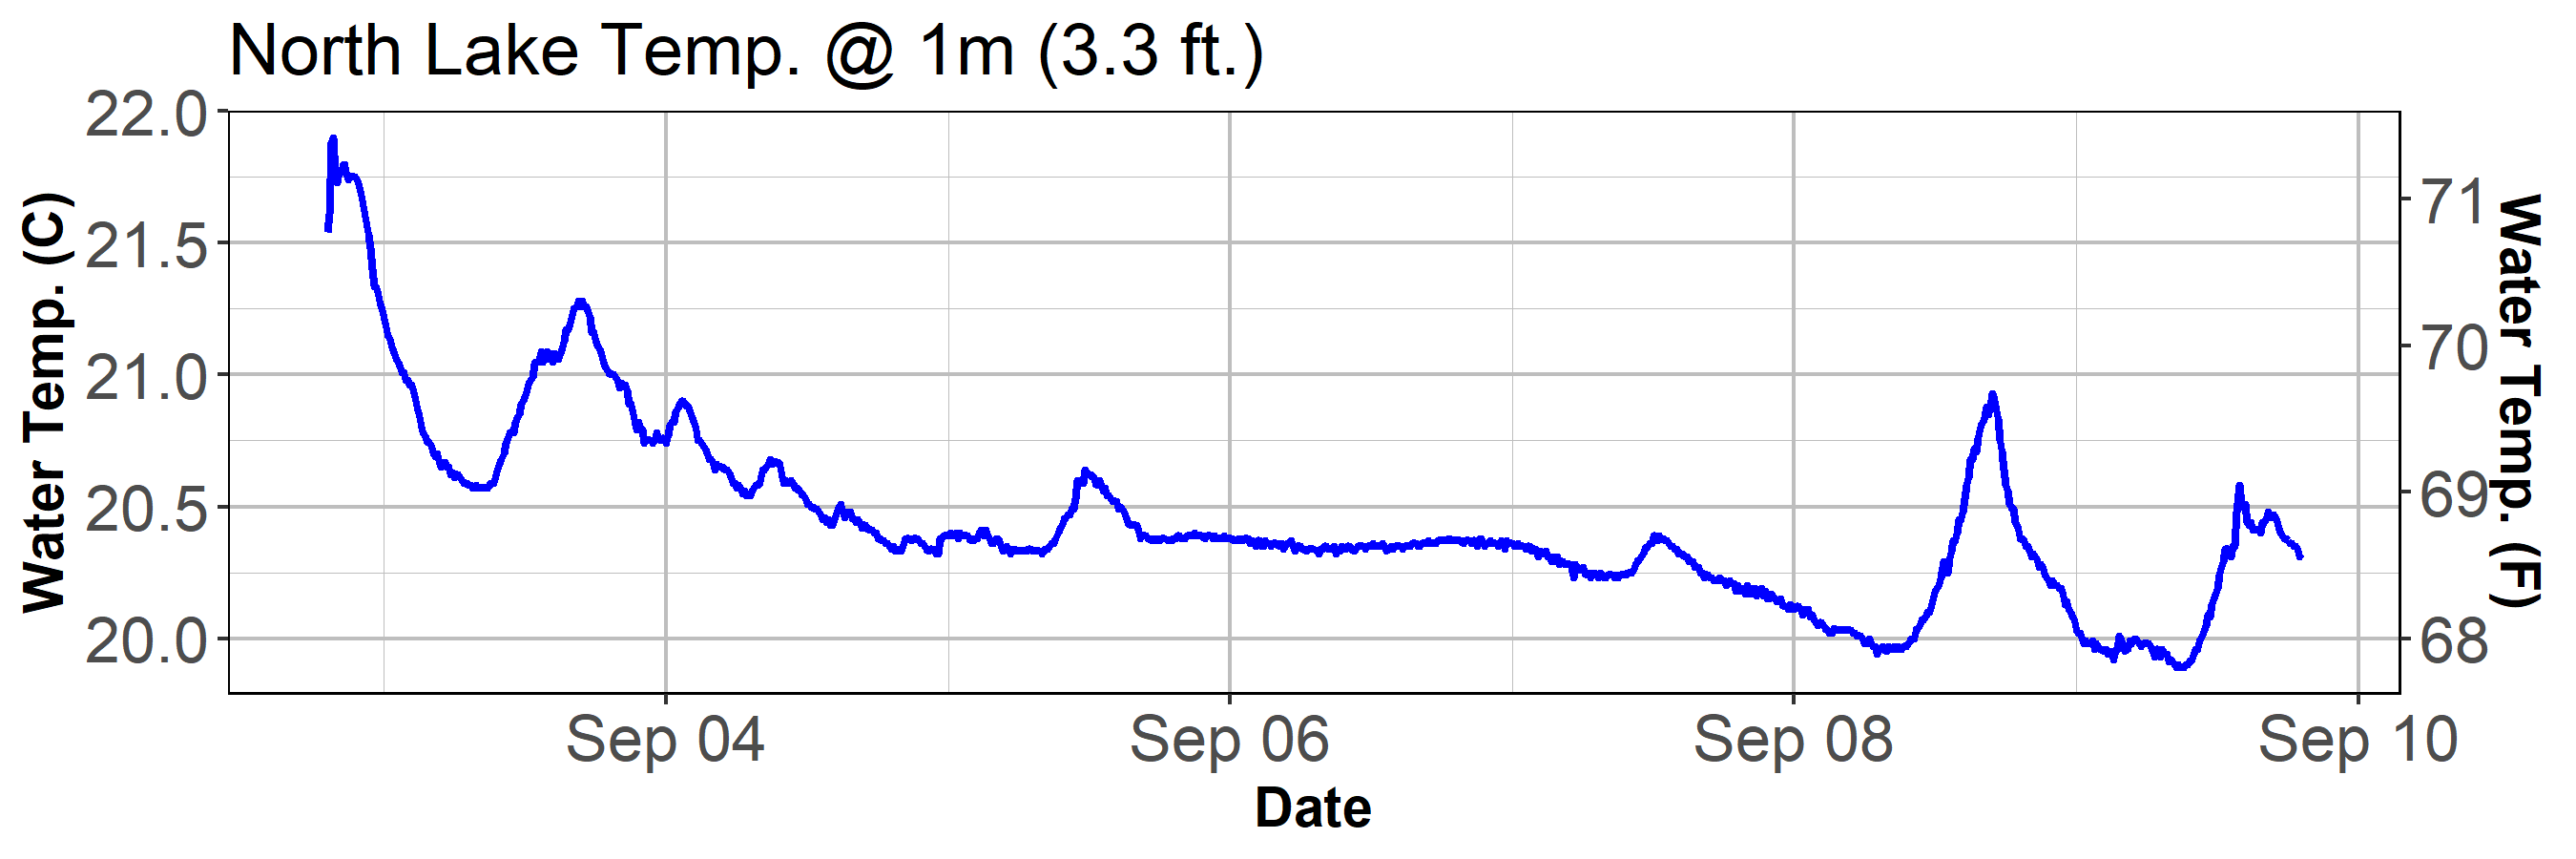 North Lake Temp. @ 1m (3.3 ft.)
Water Temp. (C)
22.0
21.5
21.0
20.5
20.0
71
70
69
68
Water Temp. (F)
Sep 04 Sep 06 Sep 08 Sep 10
Date